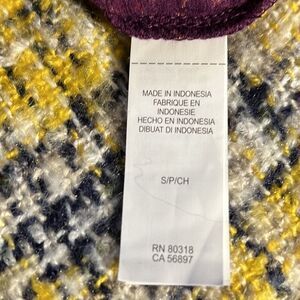 MADE IN INDONESIA
FABRIQUE EN
INDONESIE
HECHO EN INDONESIA
DIBUAT DI INDONESIA
S/P/CH
RN 80318
CA 56897